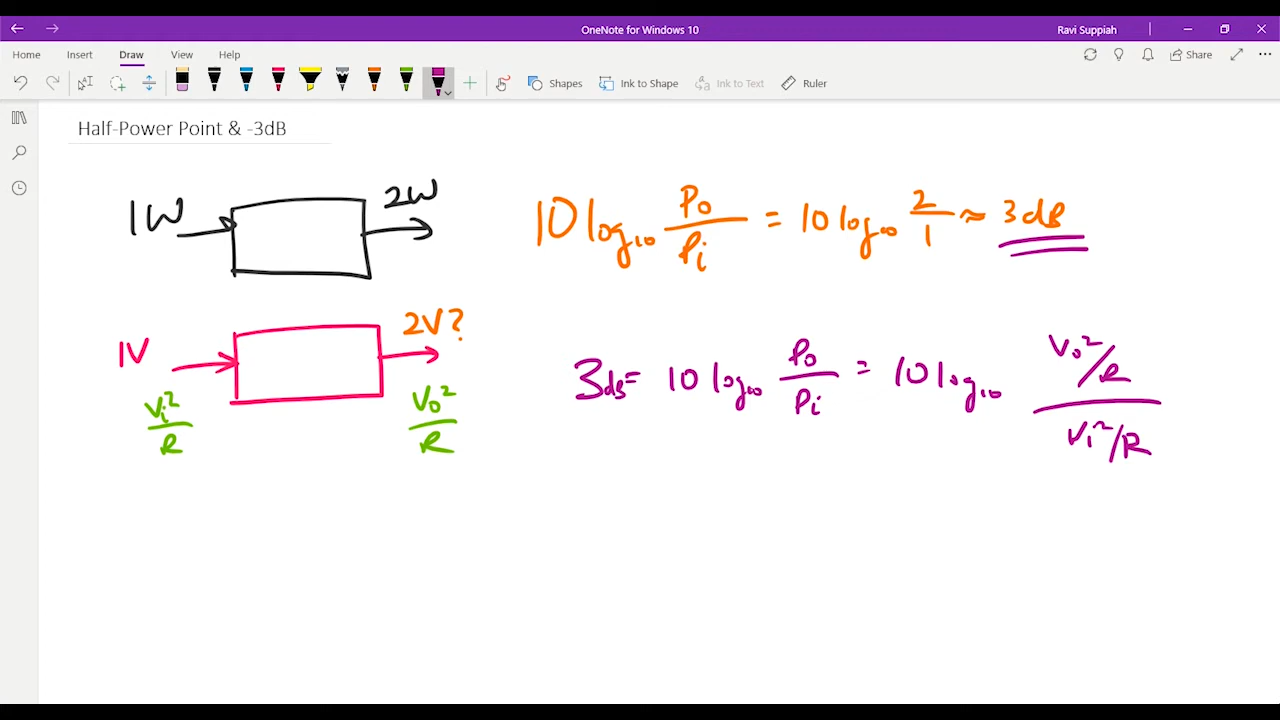 OneNote for Windows 10
Ravi Suppiah
Home Insert Draw View Help
Share
Shapes Ink to Shape Ink to Text Ruler
Half-Power Point & -3dB
1W 2W
10 log₁₀ Po/Pi = 10 log₁₀ 2/1 ≈ 3dB
1V 2V?
Vi²/R Vo²/R
3dB = 10 log₁₀ Po/Pi = 10 log₁₀ (Vo²/R)/(Vi²/R)